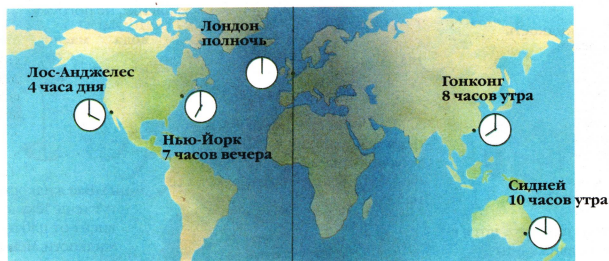 Лондон
полночь
Лос-Анджелес
4 часа дня
Гонконг
8 часов утра
Нью-Йорк
7 часов вечера
Сидней
10 часов утра